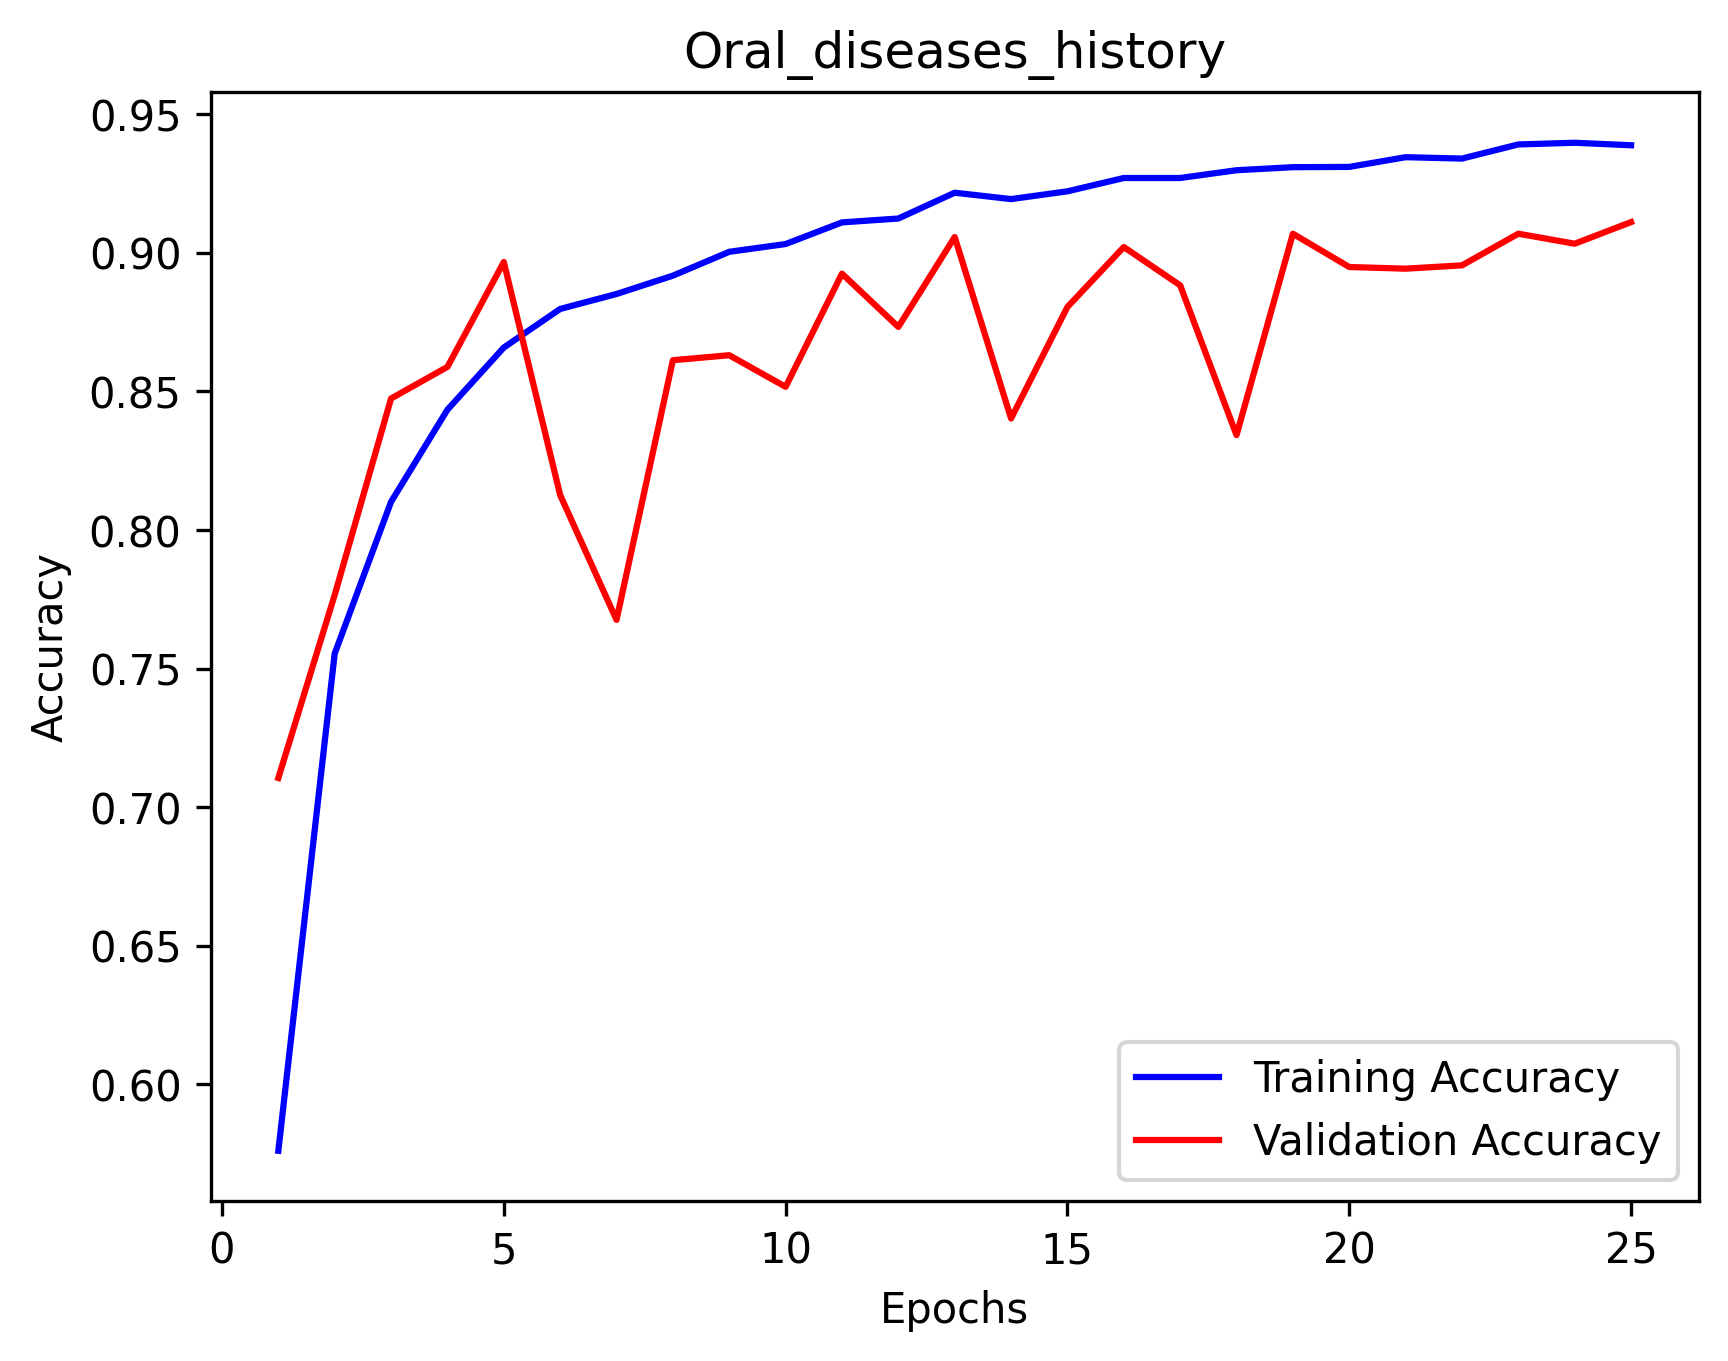 Oral_diseases_history
0.95
0.90
0.85
0.80
0.75
0.70
0.65
0.60
Accuracy
Training Accuracy
Validation Accuracy
0 5 10 15 20 25
Epochs